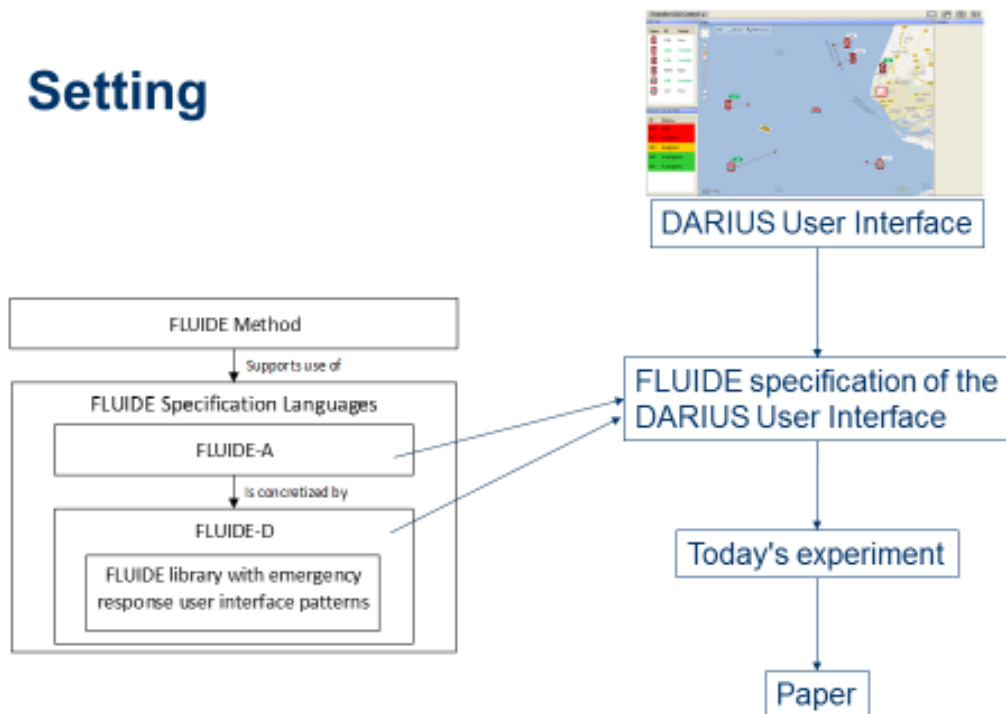 Setting
DARIUS User Interface
FLUIDE Method
Supports use of
FLUIDE Specification Languages
FLUIDE-A
Is concretized by
FLUIDE-D
FLUIDE library with emergency
response user interface patterns
FLUIDE specification of the
DARIUS User Interface
Today's experiment
Paper